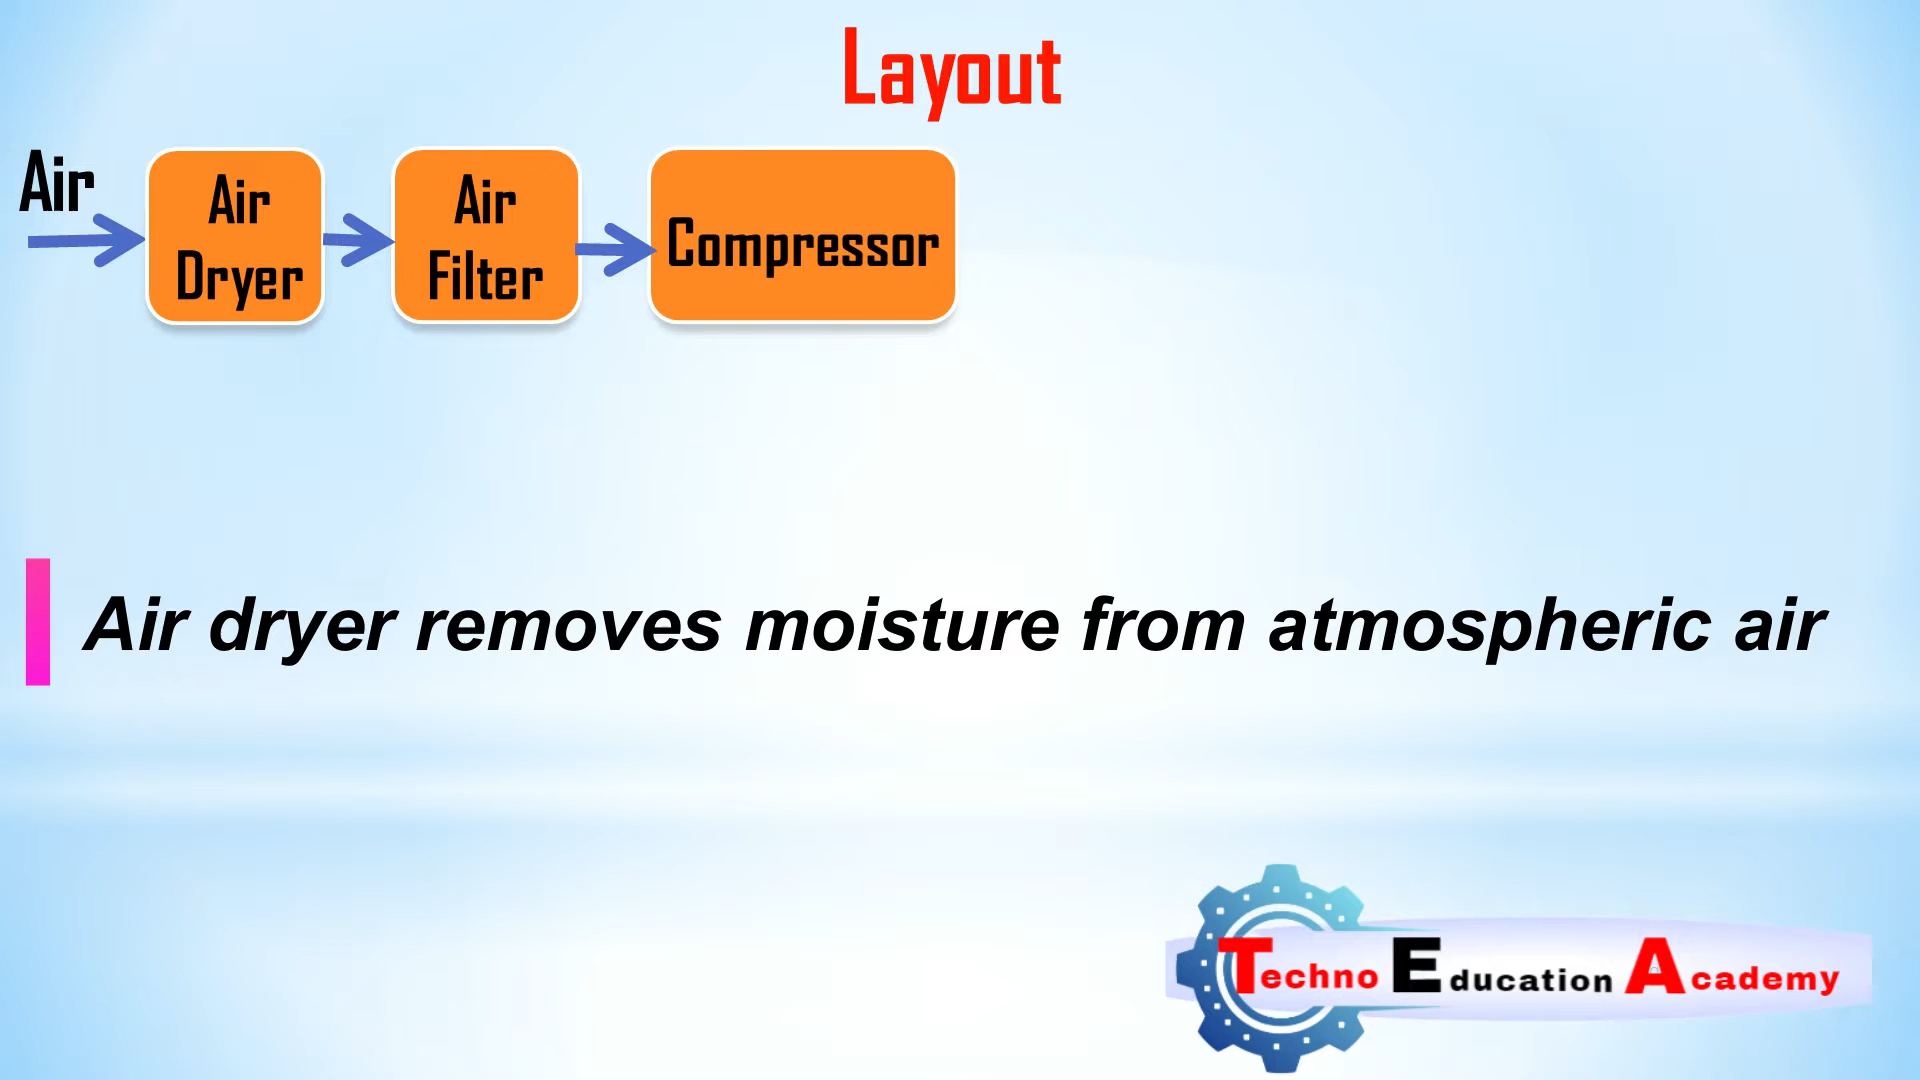 Layout
Air
Air
Dryer
Air
Filter
Compressor
Air dryer removes moisture from atmospheric air
Techno Education Academy